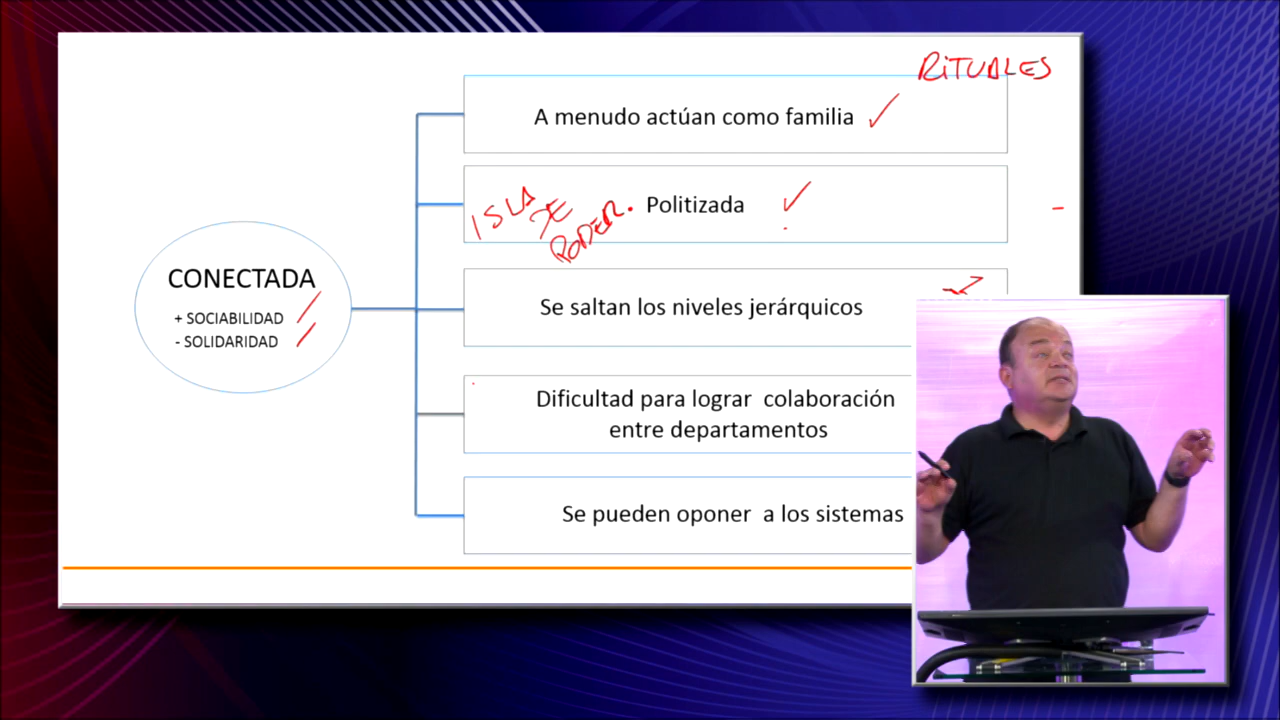 RITUALES
A menudo actúan como familia
ISLA
DE
PODER.
Politizada
CONECTADA
+ SOCIABILIDAD
- SOLIDARIDAD
Se saltan los niveles jerárquicos
Dificultad para lograr colaboración
entre departamentos
Se pueden oponer a los sistemas